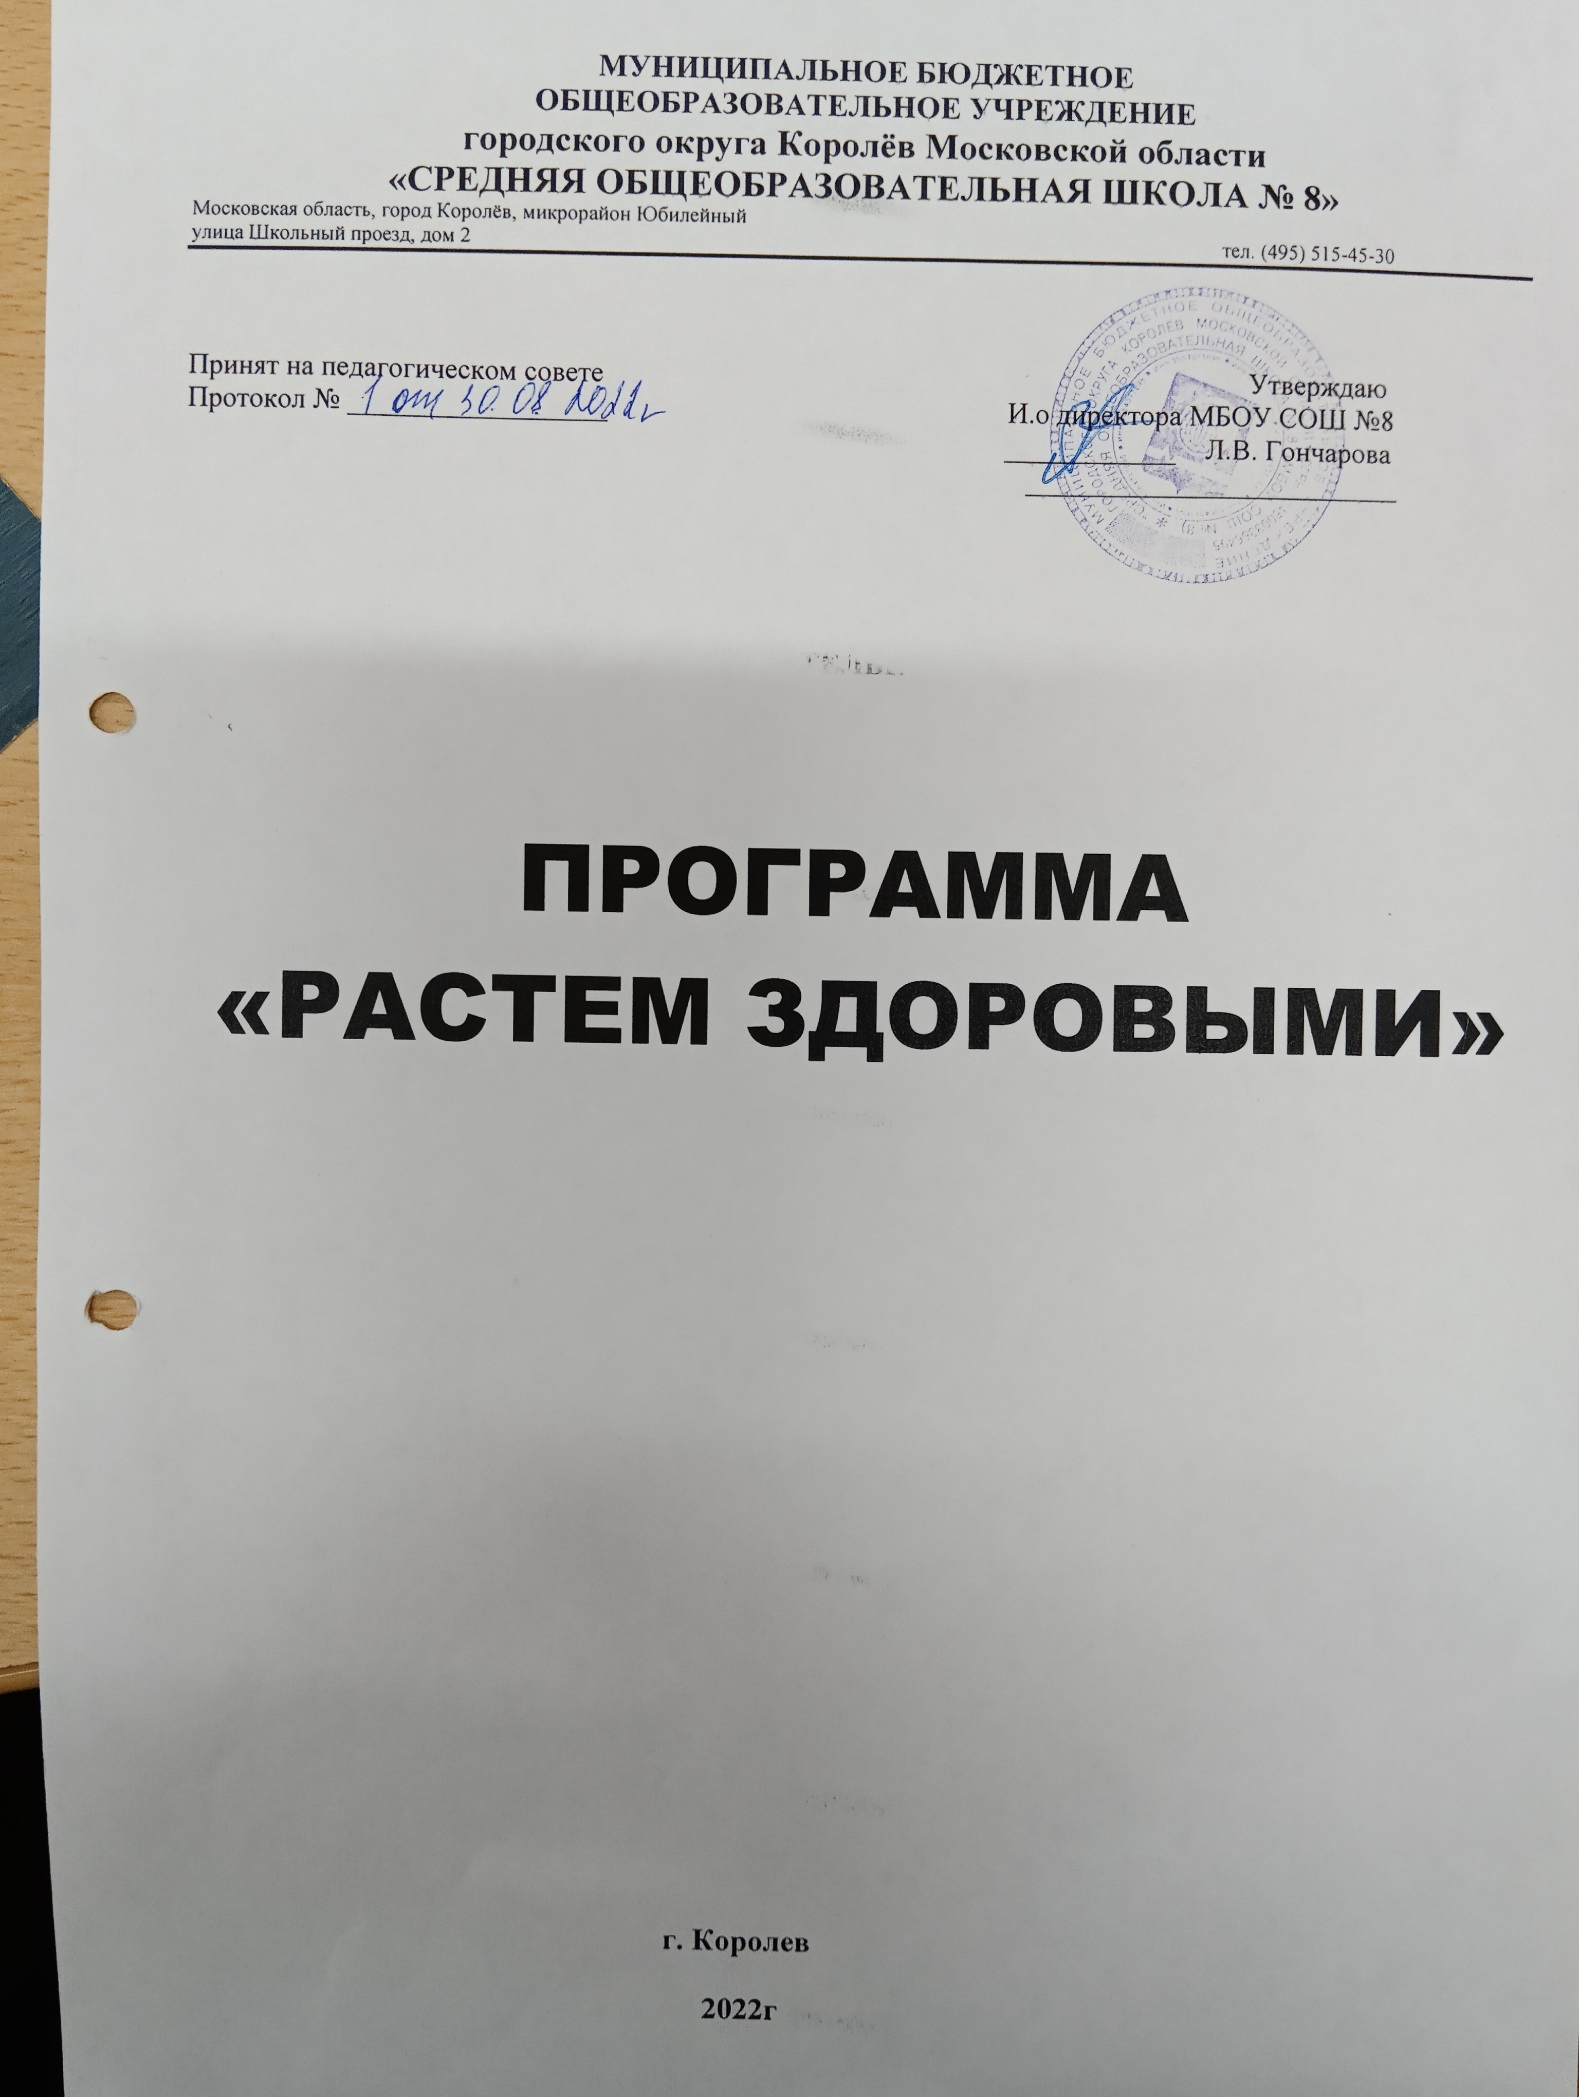 МУНИЦИПАЛЬНОЕ БЮДЖЕТНОЕ
ОБЩЕОБРАЗОВАТЕЛЬНОЕ УЧРЕЖДЕНИЕ
городского округа Королёв Московской области
«СРЕДНЯЯ ОБЩЕОБРАЗОВАТЕЛЬНАЯ ШКОЛА № 8»
Московская область, город Королёв, микрорайон Юбилейный
улица Школьный проезд, дом 2
тел. (495) 515-45-30
Принят на педагогическом совете
Протокол № 1 от 30.08 2022г
Утверждаю
И.о директора МБОУ СОШ №8
Л.В. Гончарова
ПРОГРАММА
«РАСТЕМ ЗДОРОВЫМИ»
г. Королев
2022г